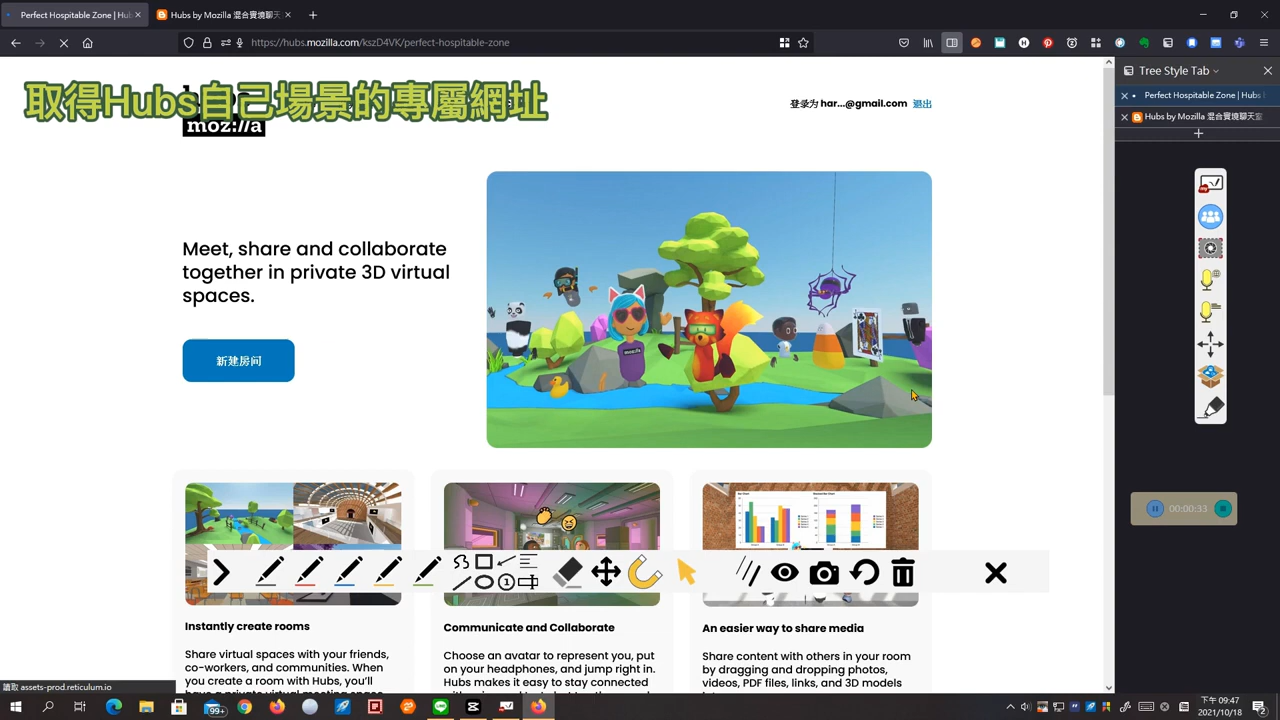 Perfect Hospitable Zone | Hub
Hubs by Mozilla 混合實境聊天
https://hubs.mozilla.com/kszD4VK/perfect-hospitable-zone
Tree Style Tab
Perfect Hospitable Zone | Hubs
Hubs by Mozilla 混合實境聊天室
取得Hubs自己場景的專屬網址
moz://a
登录为 har...@gmail.com 退出
Meet, share and collaborate
together in private 3D virtual
spaces.
新建房间
mozilla
00:00:33
Instantly create rooms
Communicate and Collaborate
An easier way to share media
Share virtual spaces with your friends,
co-workers, and communities. When
you create a room with Hubs, you'll
Choose an avatar to represent you, put
on your headphones, and jump right in.
Hubs makes it easy to stay connected
Share content with others in your room
by dragging and dropping photos,
videos, PDF files, links, and 3D models
讀取 assets-prod.reticulum.io
99+
下午 09:47
2021/10/18